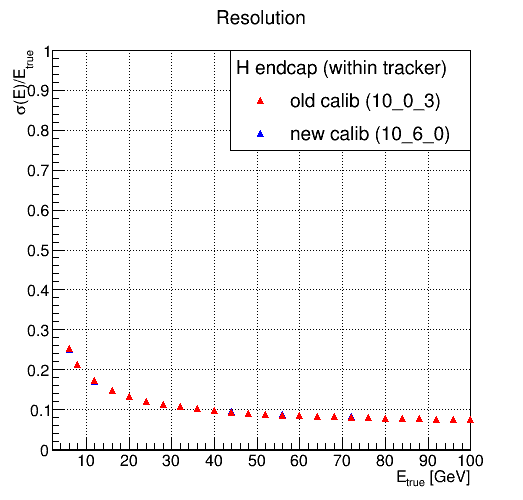 Resolution
σ(E)/E_true
H endcap (within tracker)
old calib (10_0_3)
new calib (10_6_0)
1
0.9
0.8
0.7
0.6
0.5
0.4
0.3
0.2
0.1
0
10 20 30 40 50 60 70 80 90 100
E_true [GeV]